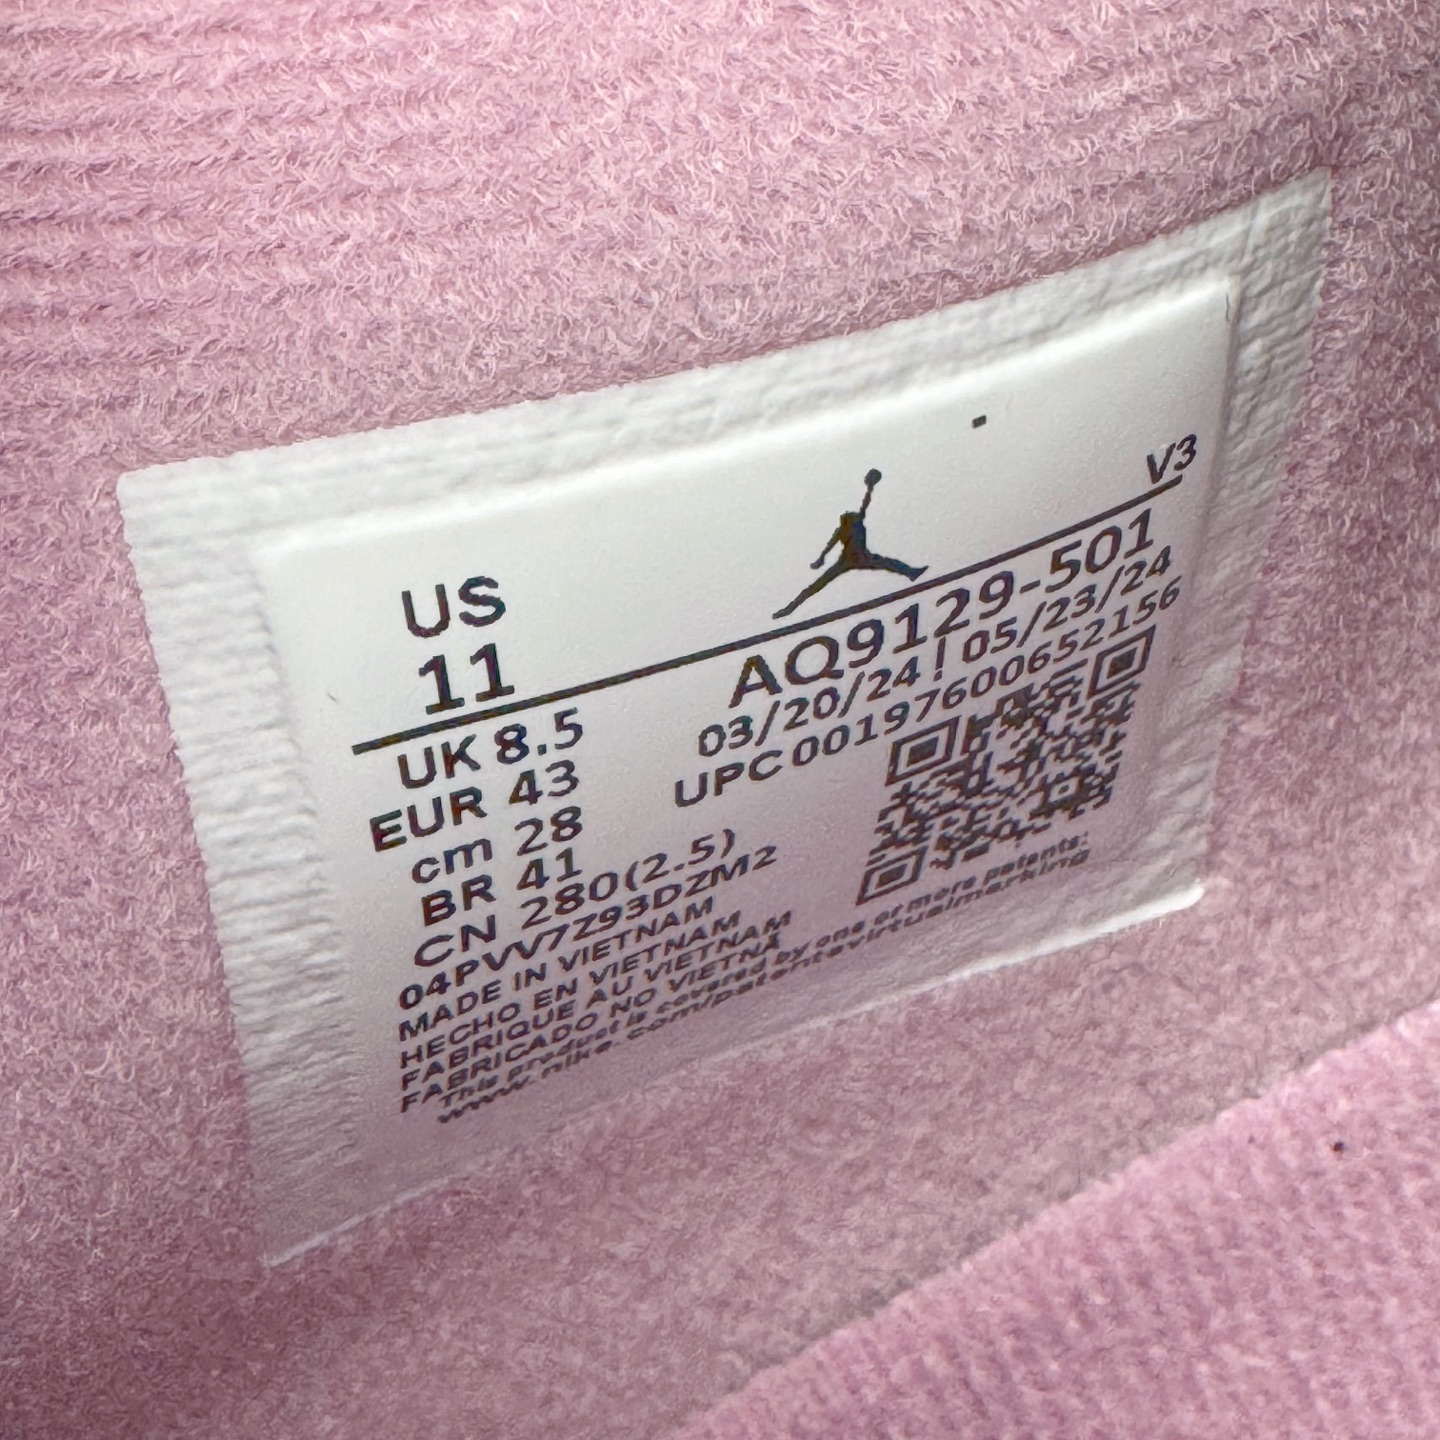 V3
US
11
AQ9129-501
03/20/24 ! 05/23/24
UPC 00197600652156
UK 8.5
EUR 43
cm 28
BR 41
CN 280(2.5)
04PVV7Z93DZM2
MADE IN VIETNAM
HECHO EN VIETNAM
FABRIQUE AU VIETNAM
FABRICADO NO VIETNÃ
This product is covered by one or more patents:
www.nike.com/patentsvirtualmarking